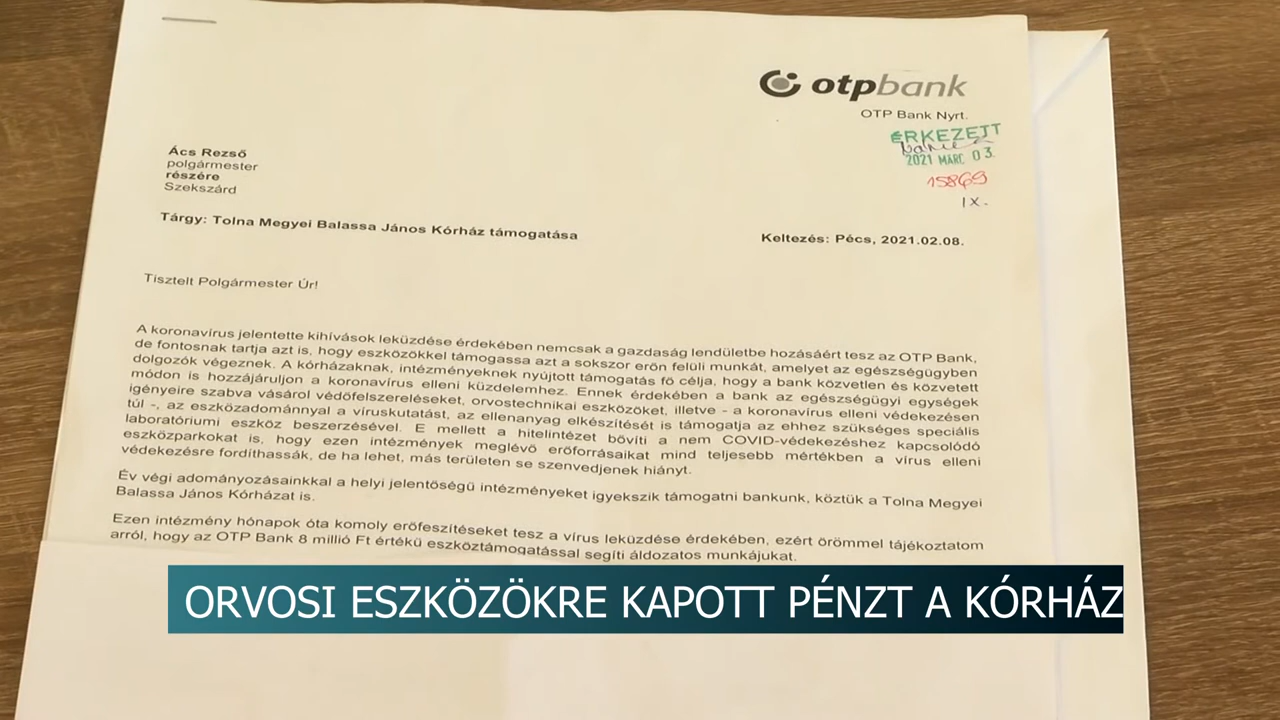 otpbank
OTP Bank Nyrt.
ÉRKEZETT
2021 MÁRC 03.
15869
IX.
Ács Rezső
polgármester
részére
Szekszárd
Tárgy: Tolna Megyei Balassa János Kórház támogatása
Keltezés: Pécs, 2021.02.08.
Tisztelt Polgármester Úr!
A koronavírus jelentette kihívások leküzdése érdekében nemcsak a gazdaság lendületbe hozásáért tesz az OTP Bank,
de fontosnak tartja azt is, hogy eszközökkel támogassa azt a sokszor erőn felüli munkát, amelyet az egészségügyben
dolgozók végeznek. A kórházaknak, intézményeknek nyújtott támogatás fő célja, hogy a bank közvetlen és közvetett
módon is hozzájáruljon a koronavírus elleni küzdelemhez. Ennek érdekében a bank az egészségügyi egységek
igényeire szabva vásárol védőfelszereléseket, orvostechnikai eszközöket, illetve - a koronavírus elleni védekezésen
túl -, az eszközadománnyal a víruskutatást, az ellenanyag elkészítését is támogatja az ehhez szükséges speciális
laboratóriumi eszköz beszerzésével. E mellett a hitelintézet bővíti a nem COVID-védekezéshez kapcsolódó
eszközparkokat is, hogy ezen intézmények meglévő erőforrásaikat mind teljesebb mértékben a vírus elleni
védekezésre fordíthassák, de ha lehet, más területen se szenvedjenek hiányt.
Év végi adományozásainkkal a helyi jelentőségű intézményeket igyekszik támogatni bankunk, köztük a Tolna Megyei
Balassa János Kórházat is.
Ezen intézmény hónapok óta komoly erőfeszítéseket tesz a vírus leküzdése érdekében, ezért örömmel tájékoztatom
arról, hogy az OTP Bank 8 millió Ft értékű eszköztámogatással segíti áldozatos munkájukat.
ORVOSI ESZKÖZÖKRE KAPOTT PÉNZT A KÓRHÁZ